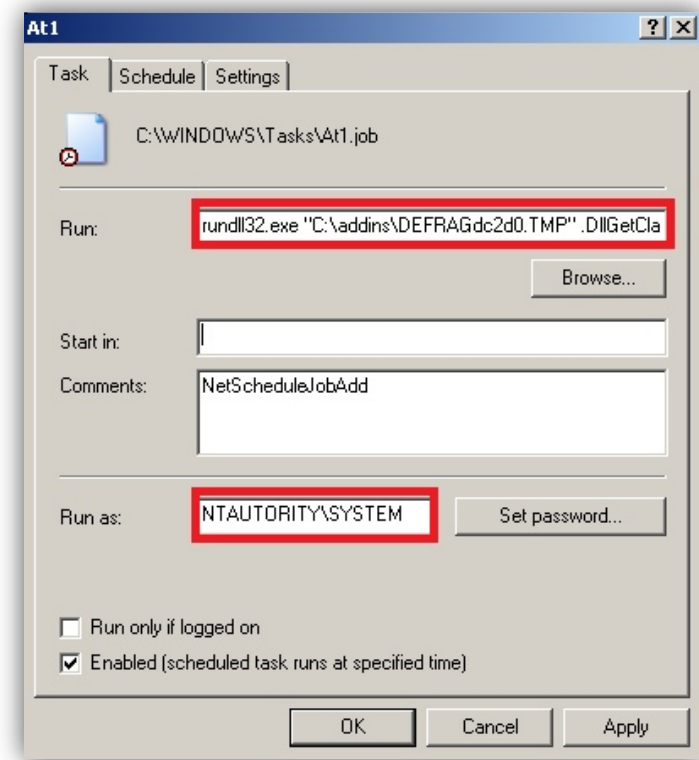 At1
Task Schedule Settings
C:\WINDOWS\Tasks\At1.job
Run: rundll32.exe "C:\addins\DEFRAGdc2d0.TMP" .DllGetCla
Browse...
Start in:
Comments: NetScheduleJobAdd
Run as: NTAUTORITY\SYSTEM Set password...
Run only if logged on
Enabled (scheduled task runs at specified time)
OK Cancel Apply